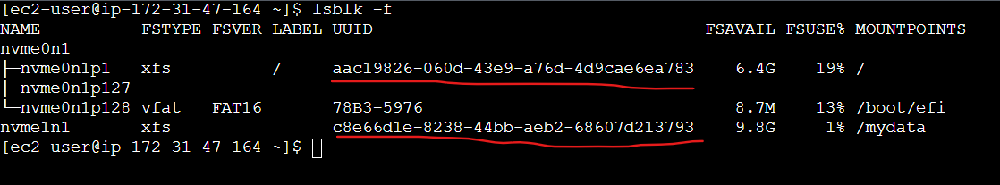 [ec2-user@ip-172-31-47-164 ~]$ lsblk -f
NAME          FSTYPE FSVER LABEL UUID                                 FSAVAIL FSUSE% MOUNTPOINTS
nvme0n1
├─nvme0n1p1   xfs          /     aac19826-060d-43e9-a76d-4d9cae6ea783    6.4G    19% /
├─nvme0n1p127
└─nvme0n1p128 vfat   FAT16       78B3-5976                               8.7M    13% /boot/efi
nvme1n1       xfs                c8e66d1e-8238-44bb-aeb2-68607d213793    9.8G     1% /mydata
[ec2-user@ip-172-31-47-164 ~]$